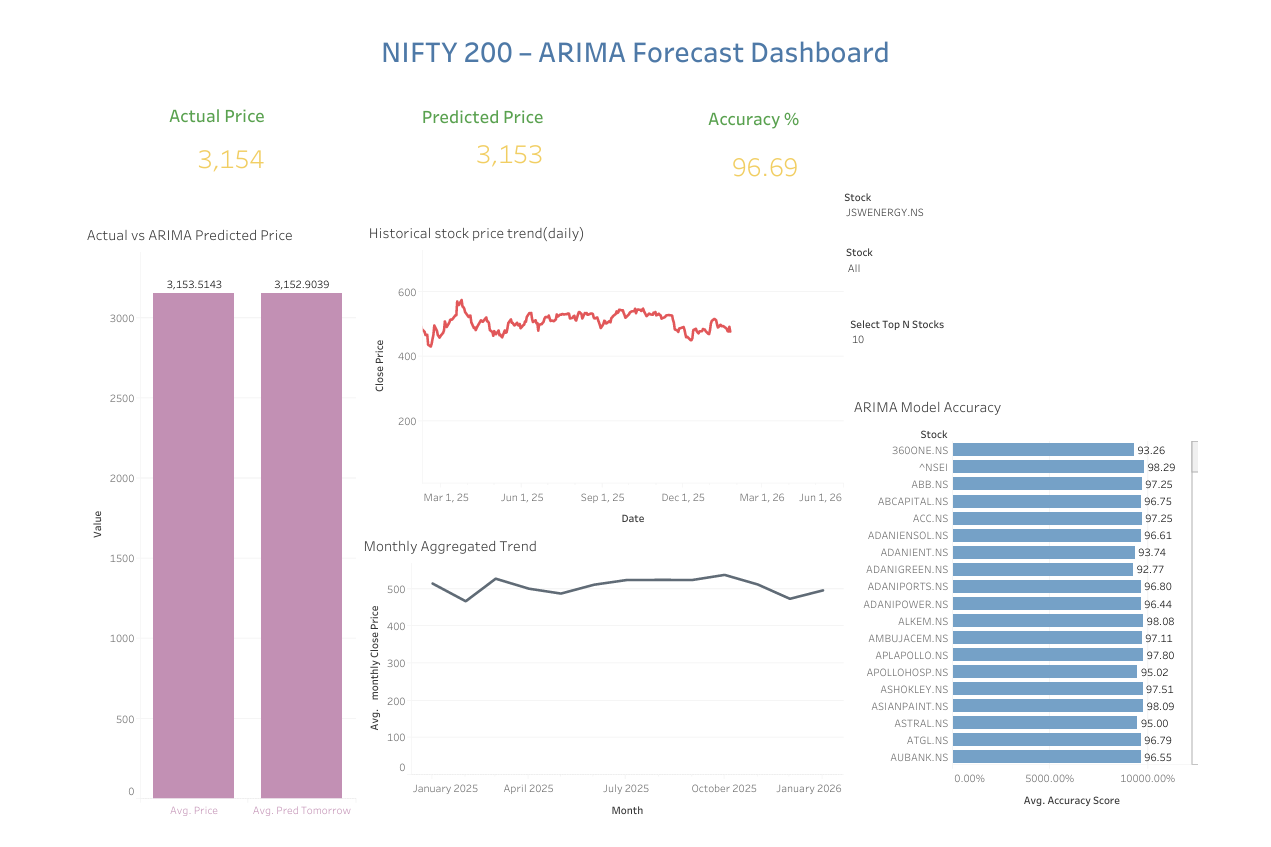 NIFTY 200 – ARIMA Forecast Dashboard
Actual Price
3,154
Predicted Price
3,153
Accuracy %
96.69
Stock
JSWENERGY.NS
Stock
All
Select Top N Stocks
10
Actual vs ARIMA Predicted Price
3,153.5143
3,152.9039
3000
2500
2000
1500
1000
500
0
Value
Avg. Price
Avg. Pred Tomorrow
Historical stock price trend(daily)
600
400
200
Close Price
Mar 1, 25
Jun 1, 25
Sep 1, 25
Dec 1, 25
Mar 1, 26
Jun 1, 26
Date
Monthly Aggregated Trend
500
400
300
200
100
0
Avg. monthly Close Price
January 2025
April 2025
July 2025
October 2025
January 2026
Month
ARIMA Model Accuracy
Stock
360ONE.NS 93.26
^NSEI 98.29
ABB.NS 97.25
ABCAPITAL.NS 96.75
ACC.NS 97.25
ADANIENSOL.NS 96.61
ADANIENT.NS 93.74
ADANIGREEN.NS 92.77
ADANIPORTS.NS 96.80
ADANIPOWER.NS 96.44
ALKEM.NS 98.08
AMBUJACEM.NS 97.11
APLAPOLLO.NS 97.80
APOLLOHOSP.NS 95.02
ASHOKLEY.NS 97.51
ASIANPAINT.NS 98.09
ASTRAL.NS 95.00
ATGL.NS 96.79
AUBANK.NS 96.55
0.00%
5000.00%
10000.00%
Avg. Accuracy Score